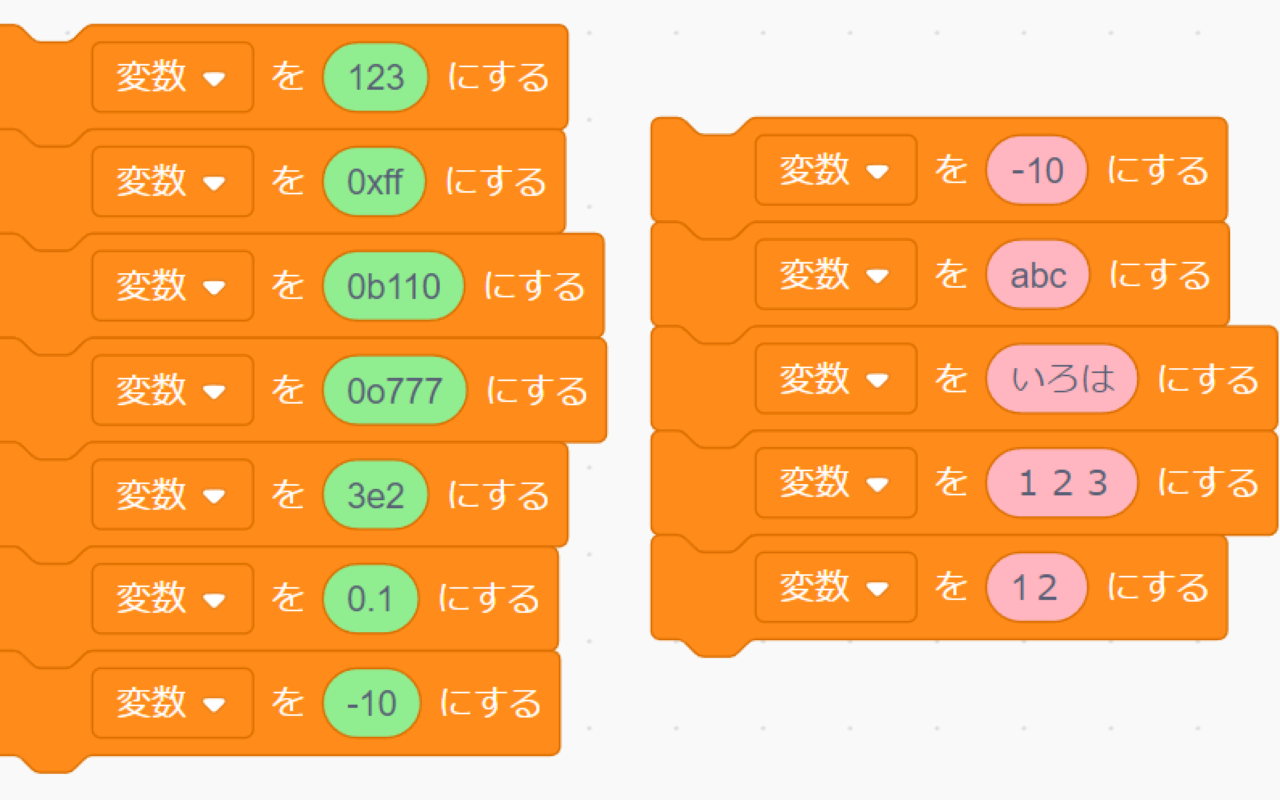 変数 を 123 にする
変数 を 0xff にする
変数 を 0b110 にする
変数 を 0o777 にする
変数 を 3e2 にする
変数 を 0.1 にする
変数 を -10 にする
変数 を -10 にする
変数 を abc にする
変数 を いろは にする
変数 を １２３ にする
変数 を 1 2 にする